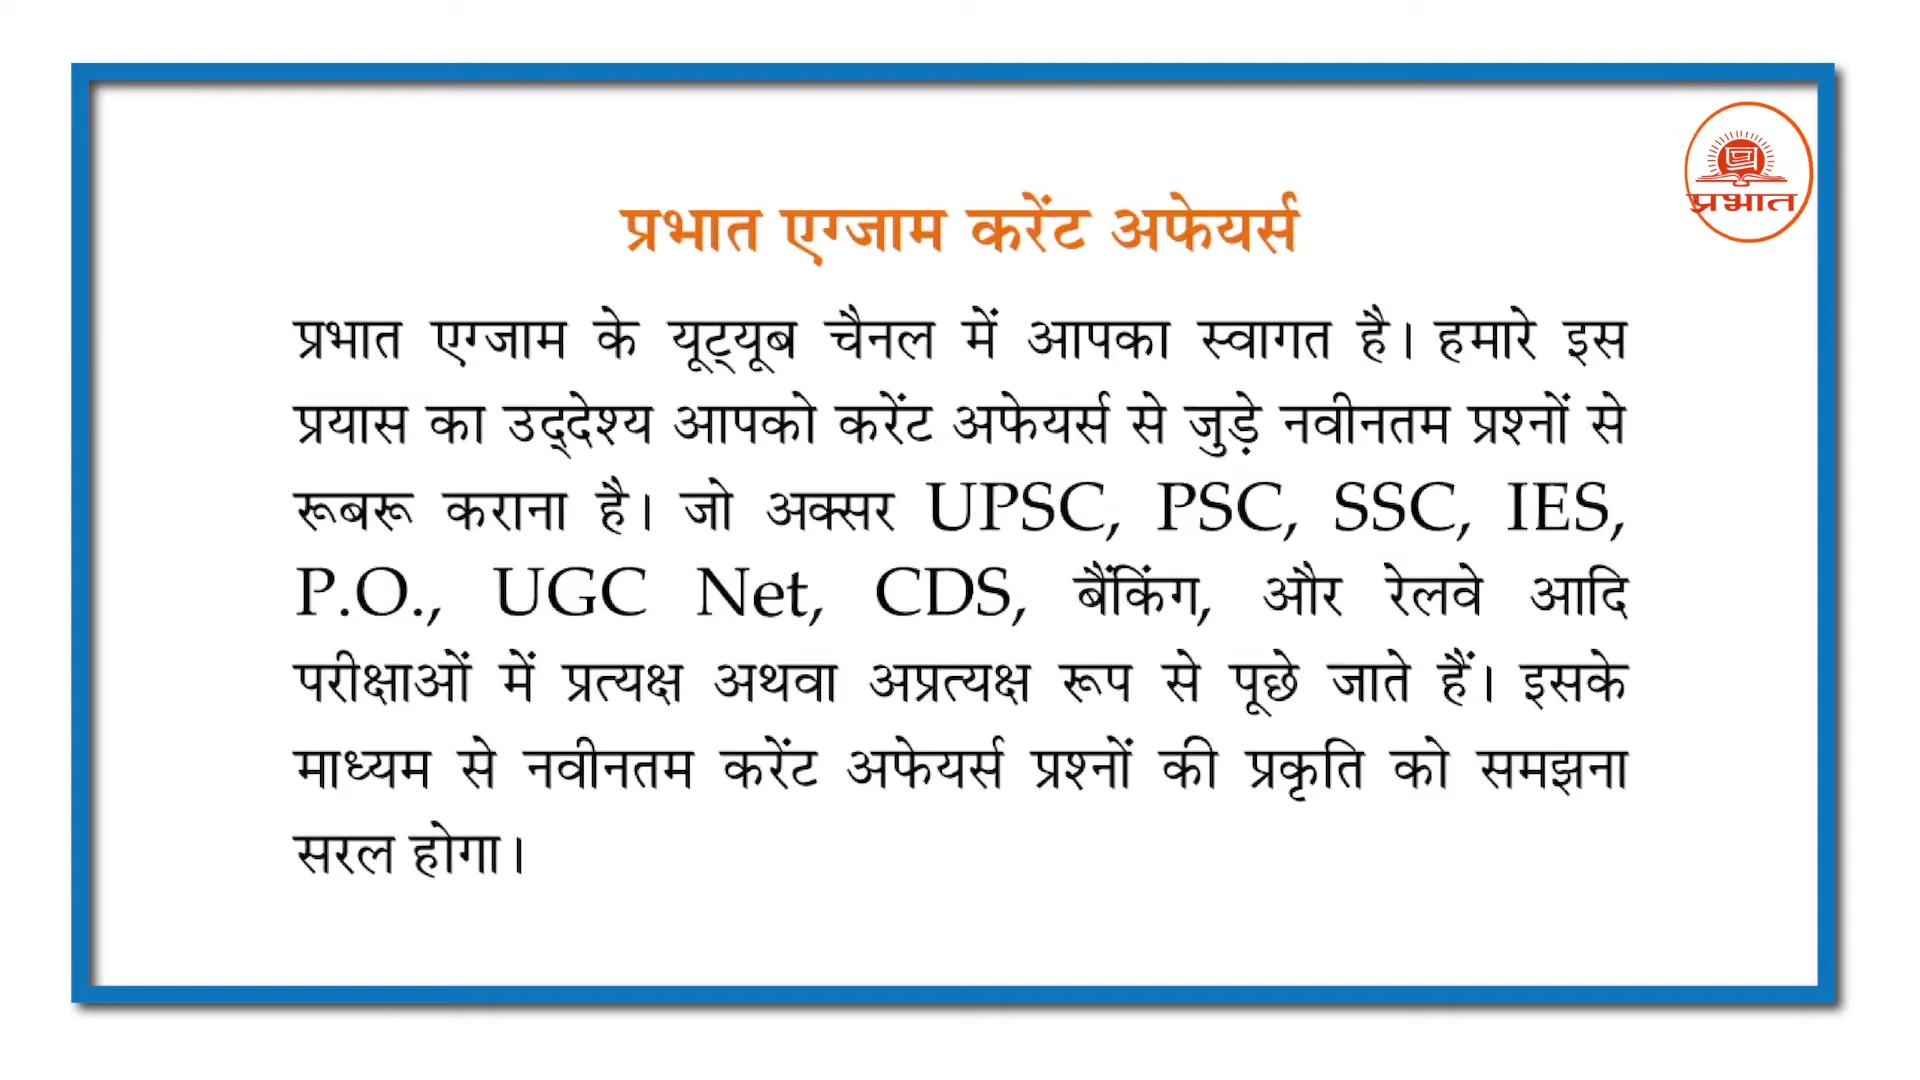 प्रभात
प्रभात एग्जाम करेंट अफेयर्स
प्रभात एग्जाम के यूट्यूब चैनल में आपका स्वागत है। हमारे इस
प्रयास का उद्देश्य आपको करेंट अफेयर्स से जुड़े नवीनतम प्रश्नों से
रूबरू कराना है। जो अक्सर UPSC, PSC, SSC, IES,
P.O., UGC Net, CDS, बैंकिंग, और रेलवे आदि
परीक्षाओं में प्रत्यक्ष अथवा अप्रत्यक्ष रूप से पूछे जाते हैं। इसके
माध्यम से नवीनतम करेंट अफेयर्स प्रश्नों की प्रकृति को समझना
सरल होगा।